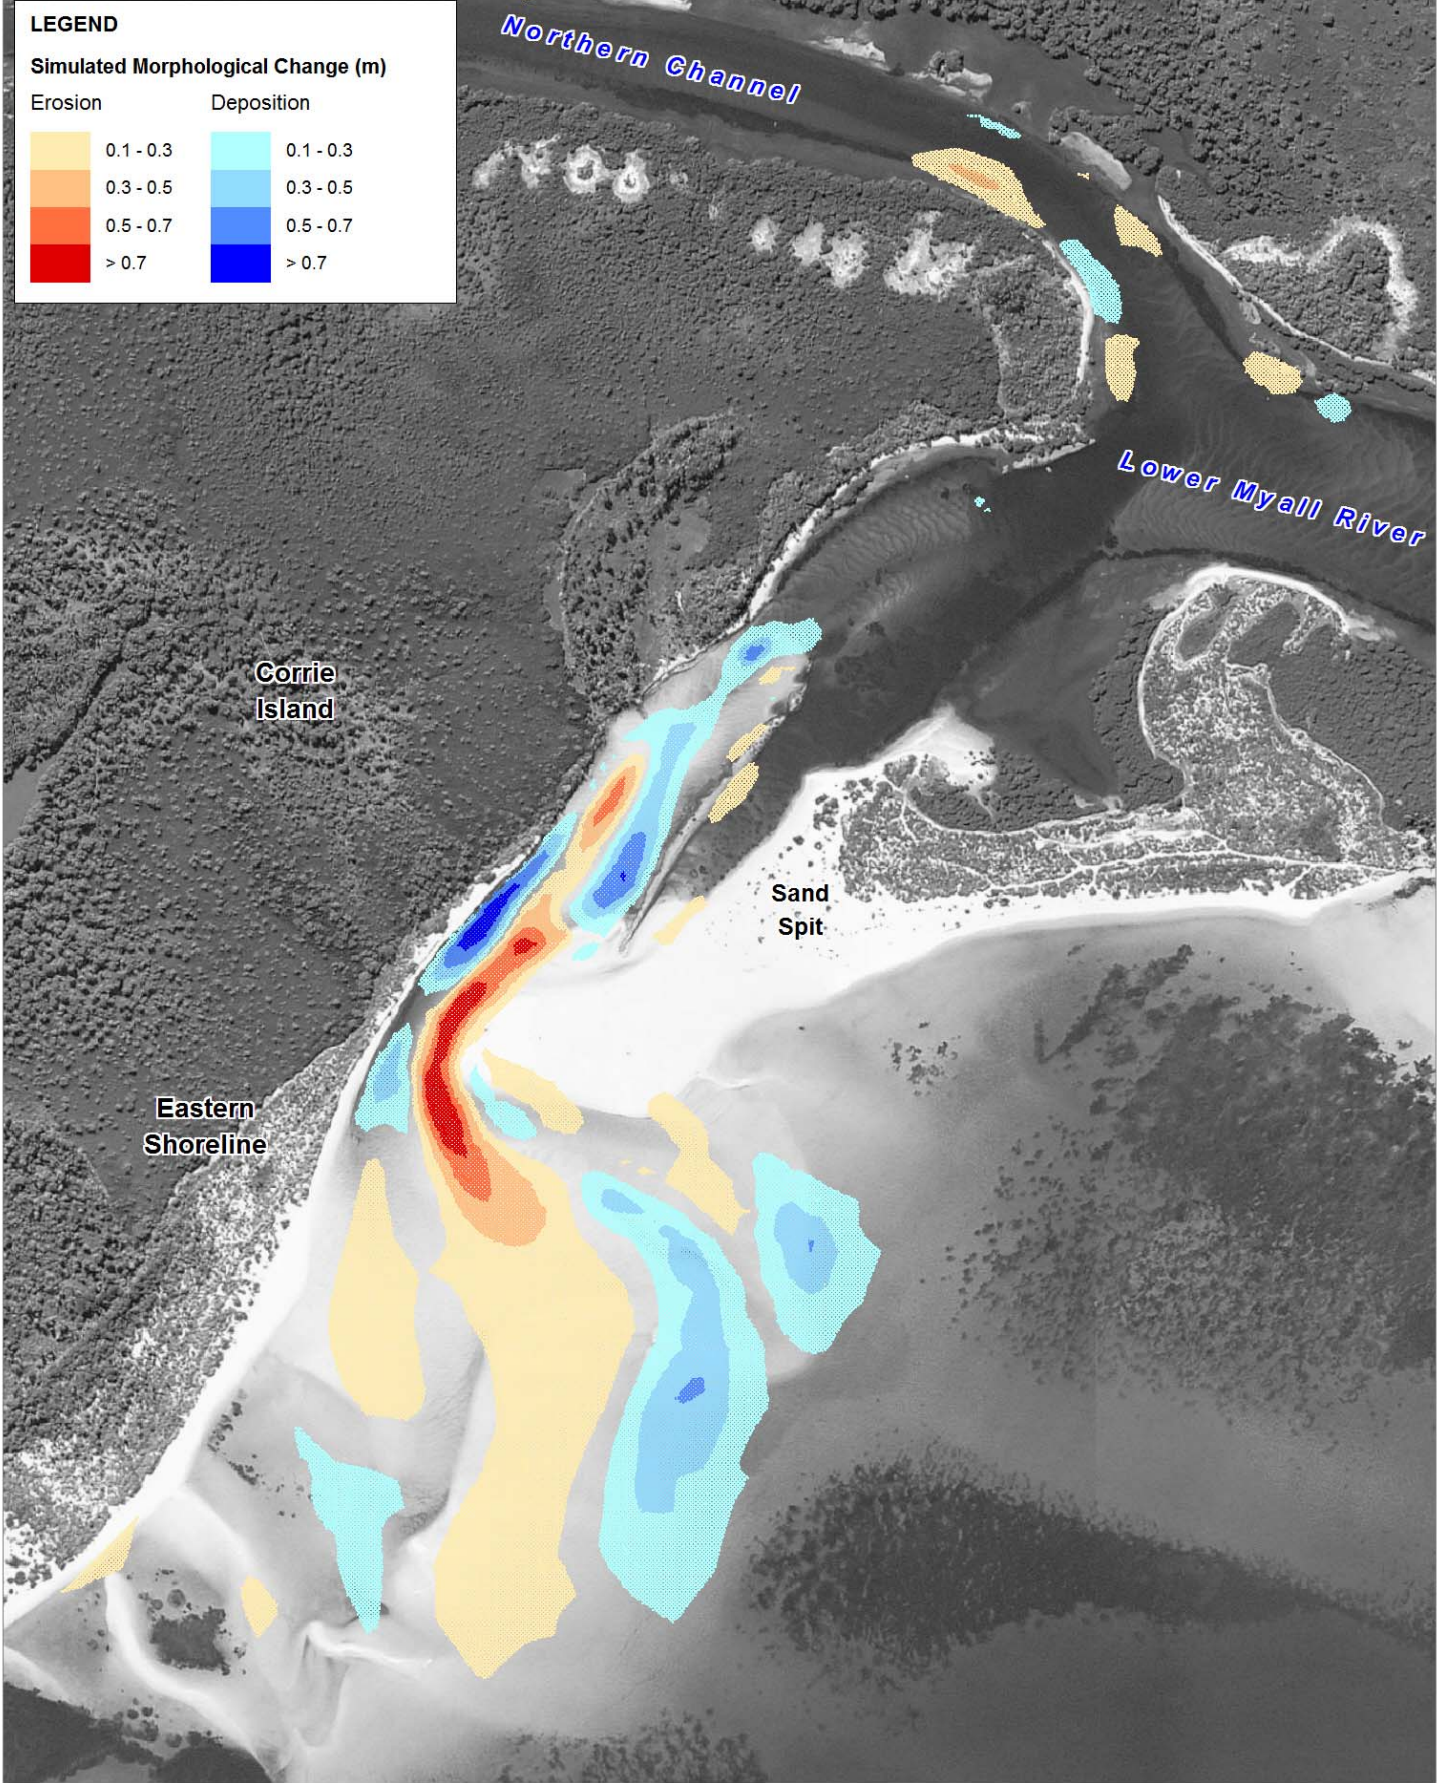 LEGEND
Simulated Morphological Change (m)
Erosion Deposition
0.1 - 0.3 0.1 - 0.3
0.3 - 0.5 0.3 - 0.5
0.5 - 0.7 0.5 - 0.7
> 0.7 > 0.7
Northern Channel
Lower Myall River
Corrie
Island
Sand
Spit
Eastern
Shoreline